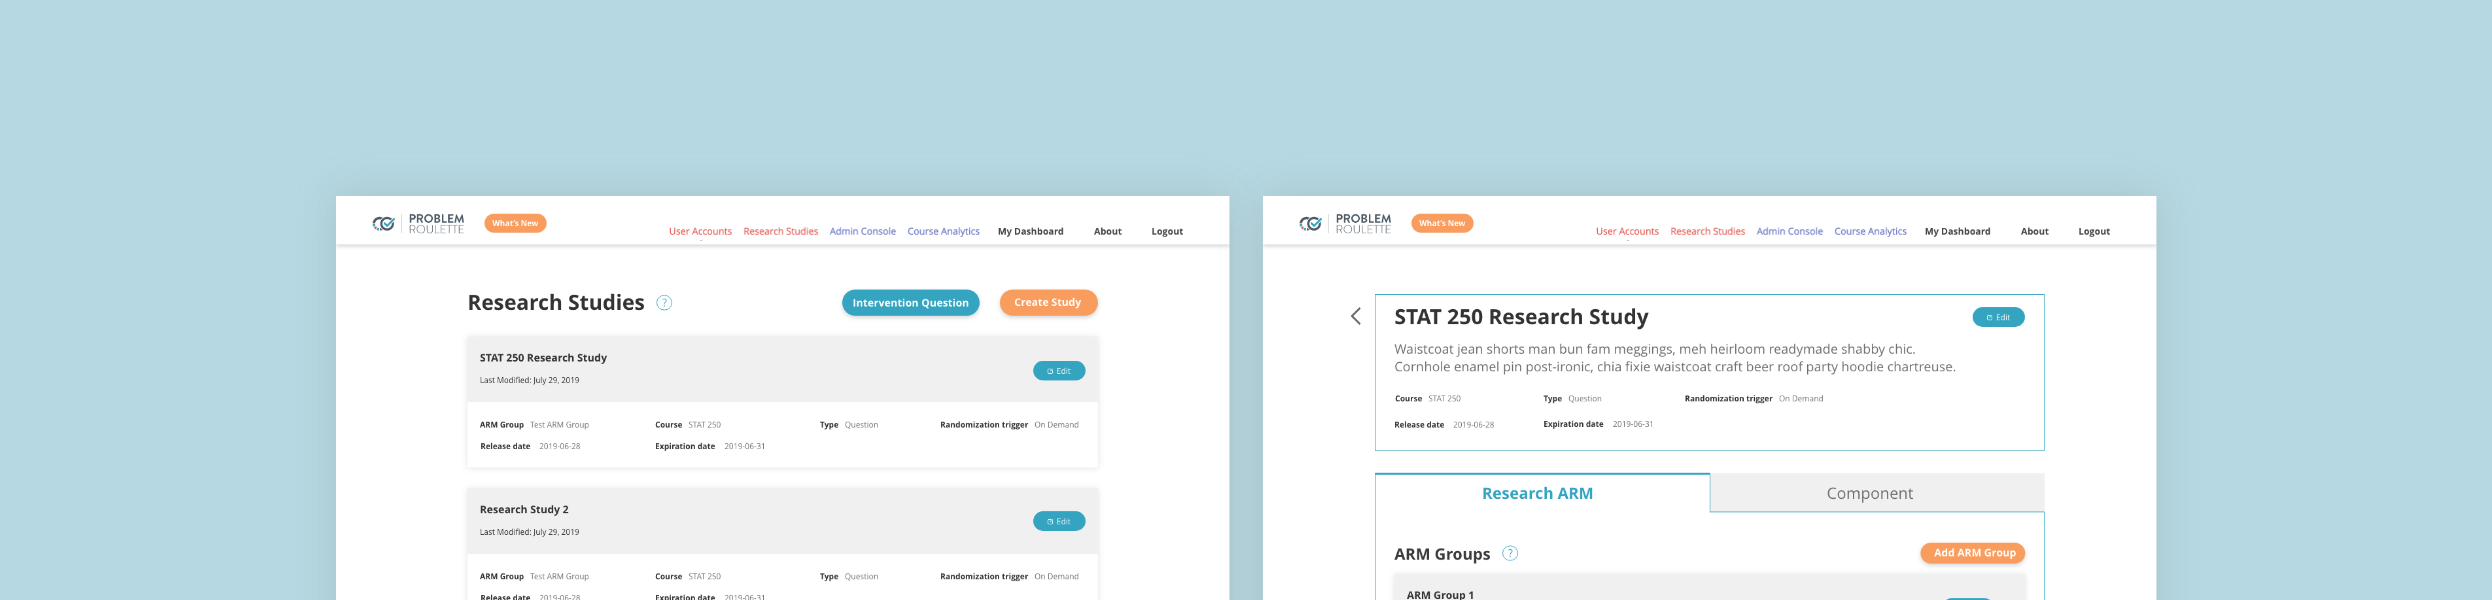 PROBLEM
ROULETTE
What's New
User Accounts Research Studies Admin Console Course Analytics My Dashboard About Logout
Research Studies ?
Intervention Question
Create Study
STAT 250 Research Study
Last Modified: July 29, 2019
Edit
ARM Group Test ARM Group Course STAT 250 Type Question Randomization trigger On Demand
Release date 2019-06-28 Expiration date 2019-06-31
Research Study 2
Last Modified: July 29, 2019
Edit
ARM Group Test ARM Group Course STAT 250 Type Question Randomization trigger On Demand
Release date 2019-06-28 Expiration date 2019-06-31
PROBLEM
ROULETTE
What's New
User Accounts Research Studies Admin Console Course Analytics My Dashboard About Logout
STAT 250 Research Study
Edit
Waistcoat jean shorts man bun fam meggings, meh heirloom readymade shabby chic.
Cornhole enamel pin post-ironic, chia fixie waistcoat craft beer roof party hoodie chartreuse.
Course STAT 250 Type Question Randomization trigger On Demand
Release date 2019-06-28 Expiration date 2019-06-31
Research ARM
Component
ARM Groups ?
Add ARM Group
ARM Group 1